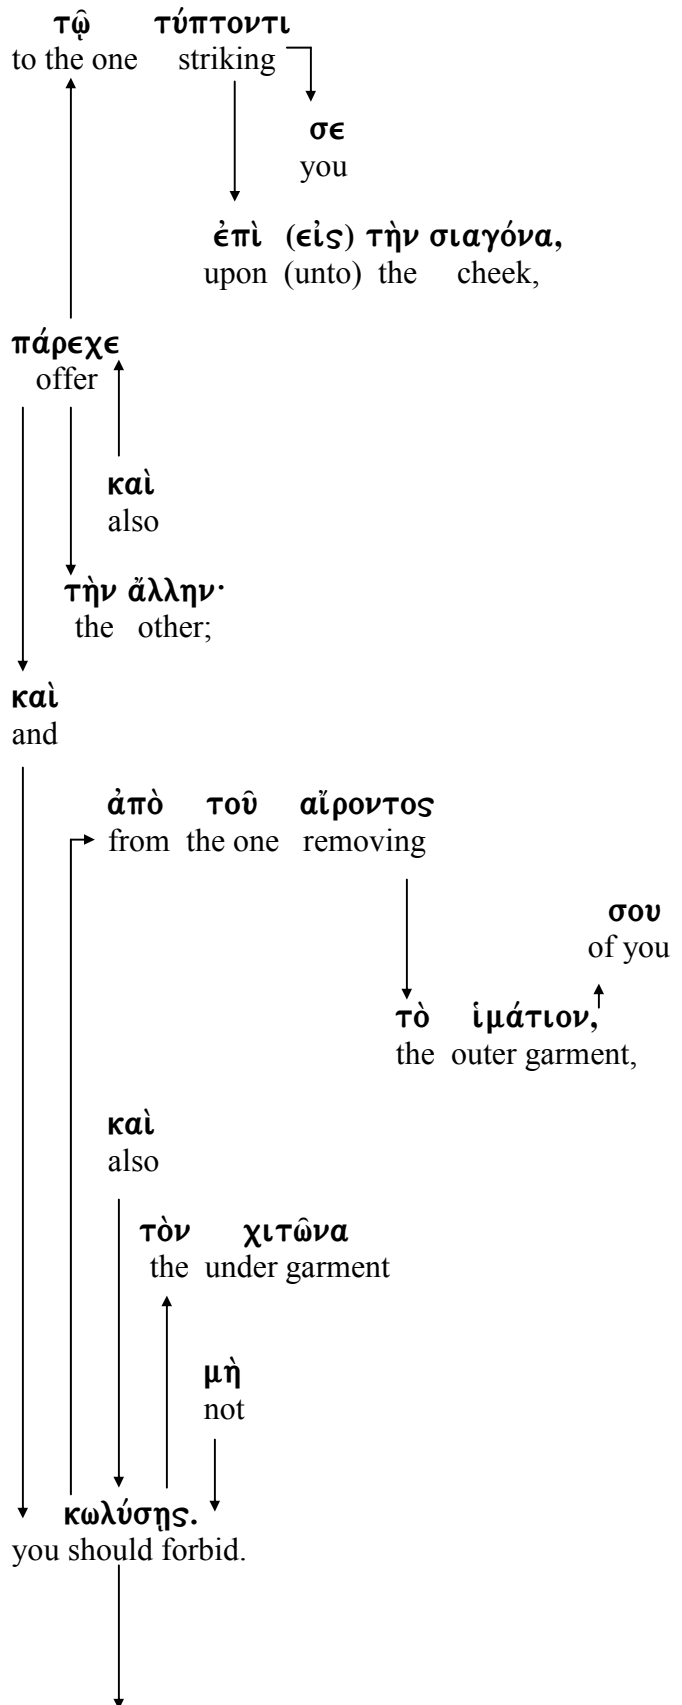 τῷ τύπτοντι
to the one striking
σε
you
ἐπὶ (εἰς) τὴν σιαγόνα,
upon (unto) the cheek,
πάρεχε
offer
καὶ
also
τὴν ἄλλην·
the other;
καὶ
and
ἀπὸ τοῦ αἴροντος
from the one removing
σου
of you
τὸ ἱμάτιον,
the outer garment,
καὶ
also
τὸν χιτῶνα
the under garment
μὴ
not
κωλύσῃς.
you should forbid.